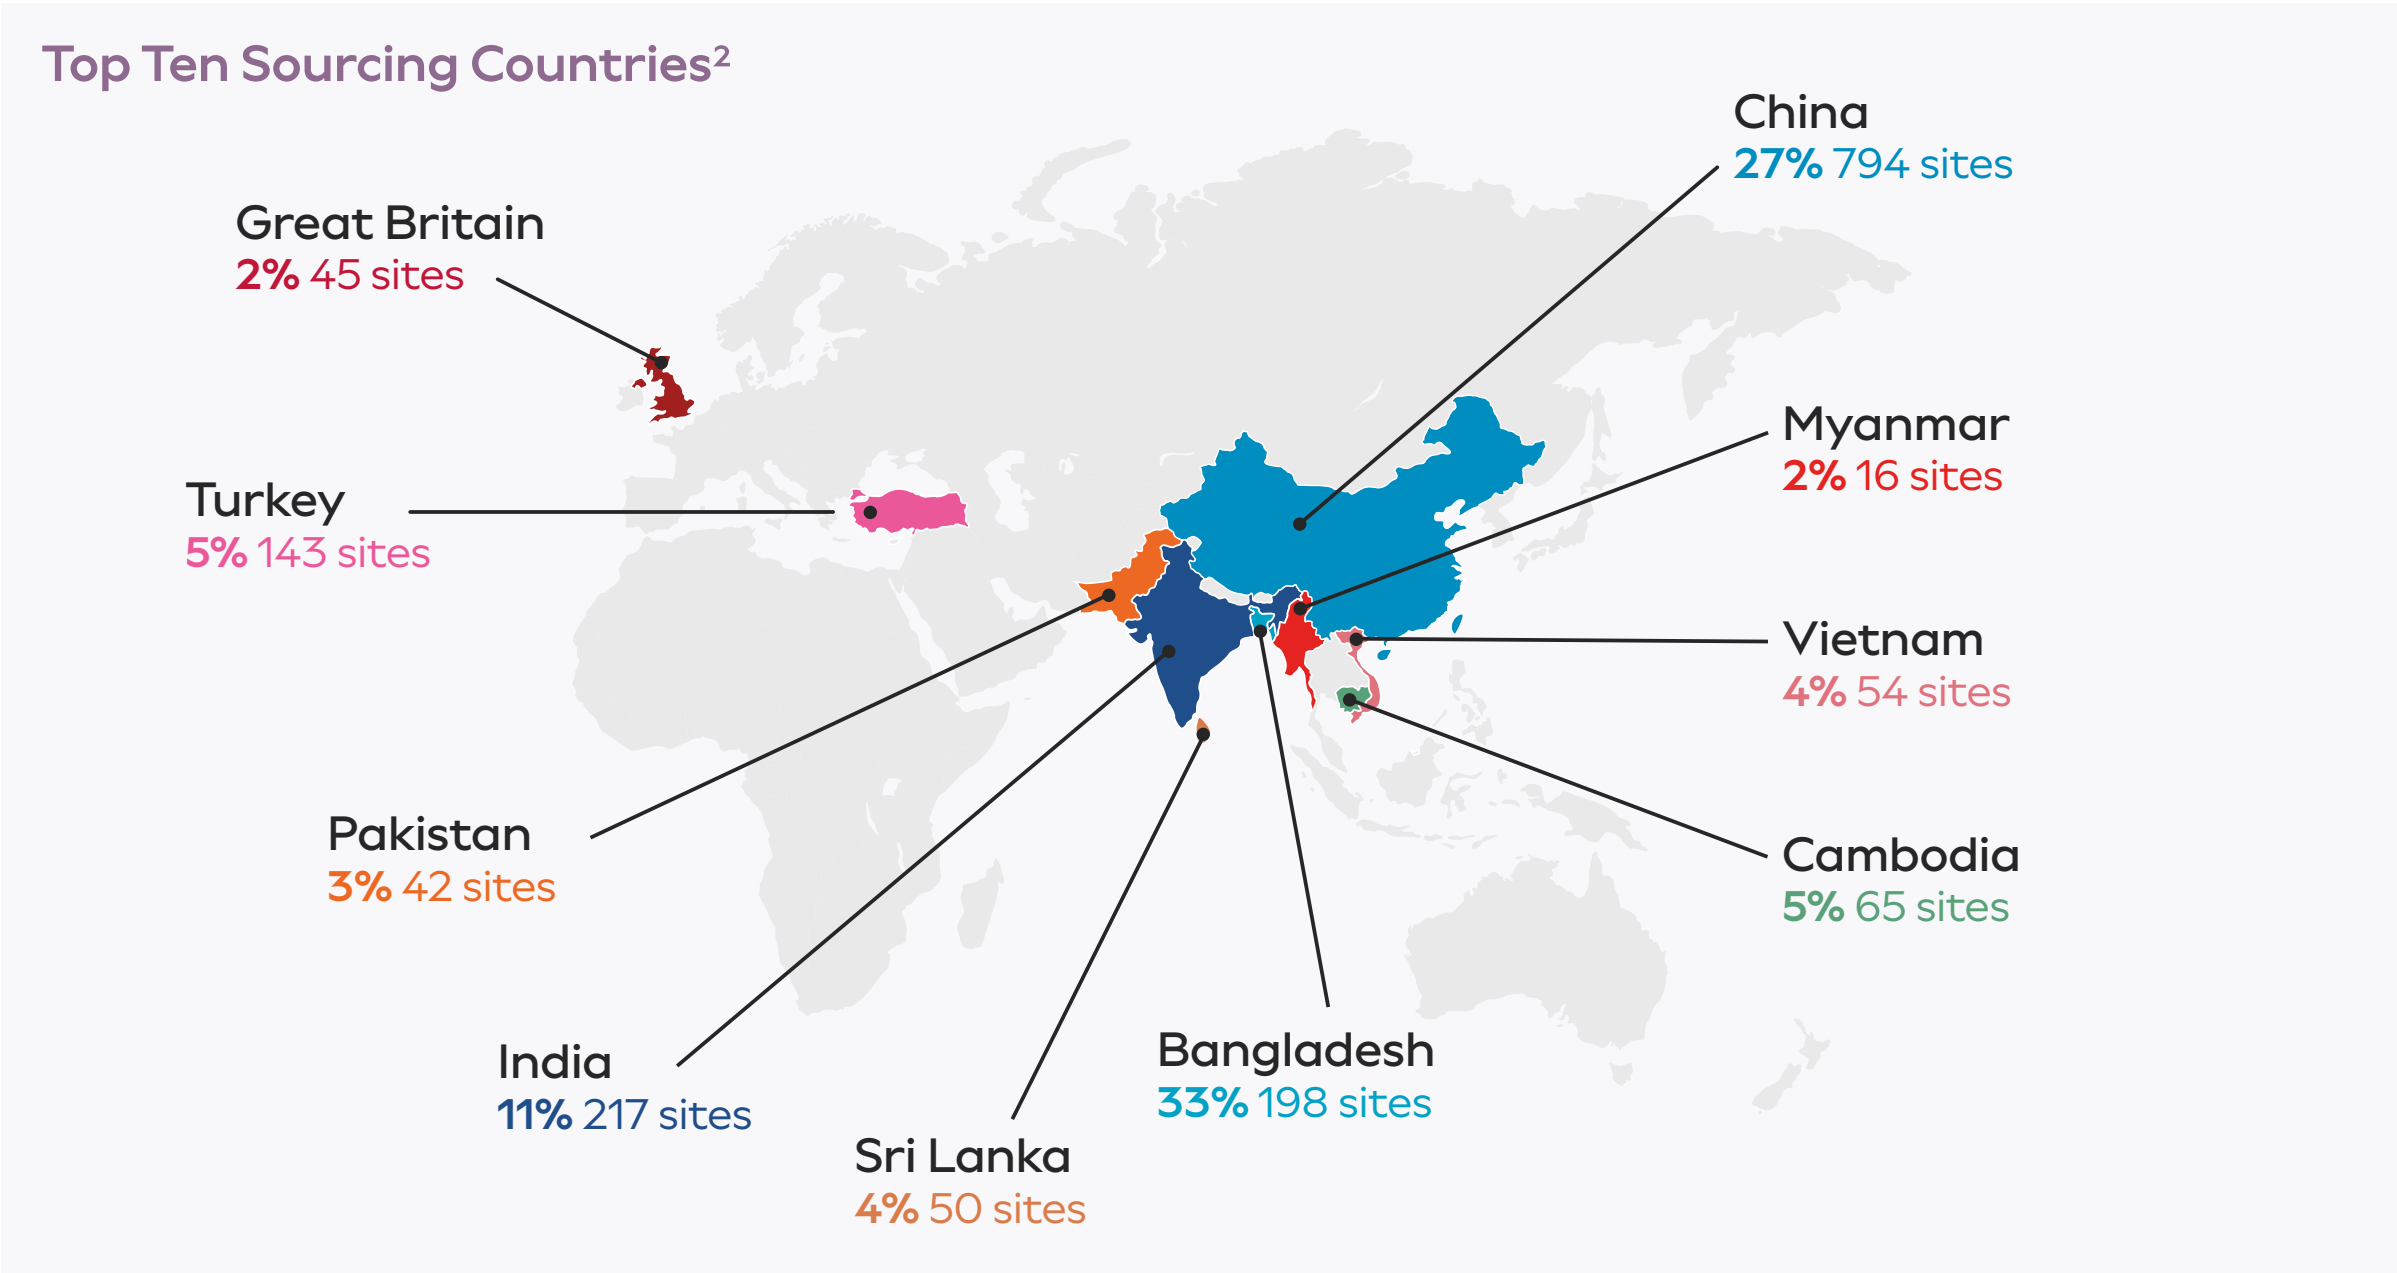 Top Ten Sourcing Countries²
China
27% 794 sites
Great Britain
2% 45 sites
Myanmar
2% 16 sites
Turkey
5% 143 sites
Vietnam
4% 54 sites
Pakistan
3% 42 sites
Cambodia
5% 65 sites
India
11% 217 sites
Bangladesh
33% 198 sites
Sri Lanka
4% 50 sites